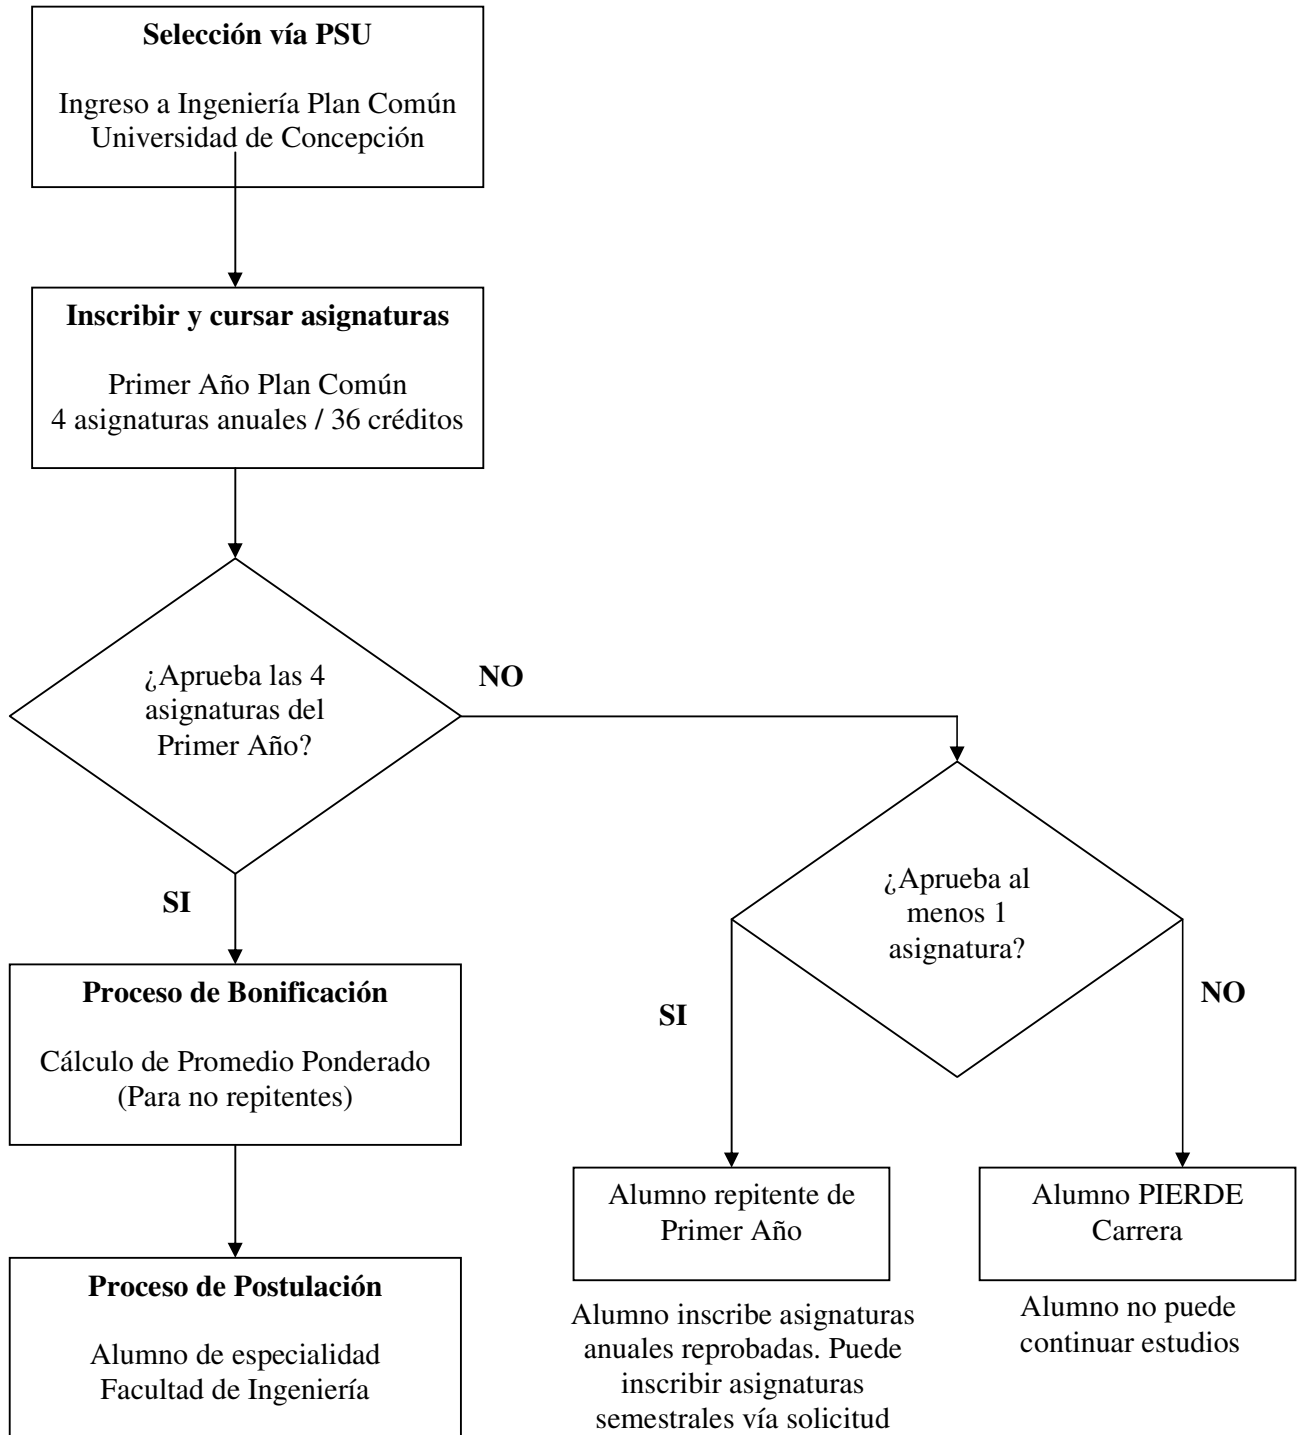 Selección vía PSU
Ingreso a Ingeniería Plan Común
Universidad de Concepción
Inscribir y cursar asignaturas
Primer Año Plan Común
4 asignaturas anuales / 36 créditos
¿Aprueba las 4
asignaturas del
Primer Año?
NO
SI
¿Aprueba al
menos 1
asignatura?
SI
NO
Proceso de Bonificación
Cálculo de Promedio Ponderado
(Para no repitentes)
Proceso de Postulación
Alumno de especialidad
Facultad de Ingeniería
Alumno repitente de
Primer Año
Alumno inscribe asignaturas
anuales reprobadas. Puede
inscribir asignaturas
semestrales vía solicitud
Alumno PIERDE
Carrera
Alumno no puede
continuar estudios